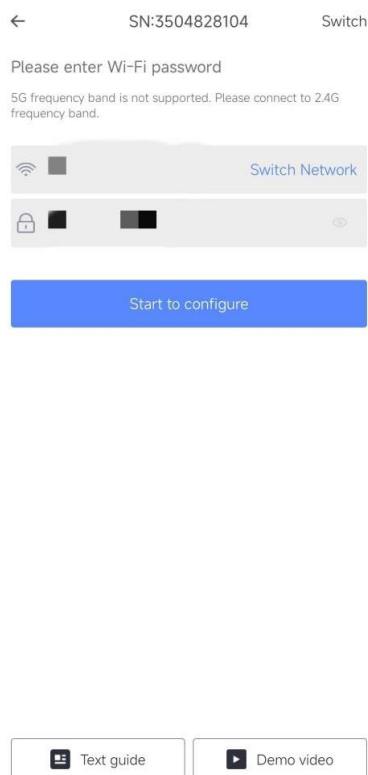 SN:3504828104 Switch
Please enter Wi-Fi password
5G frequency band is not supported. Please connect to 2.4G
frequency band.
Switch Network
Start to configure
Text guide Demo video